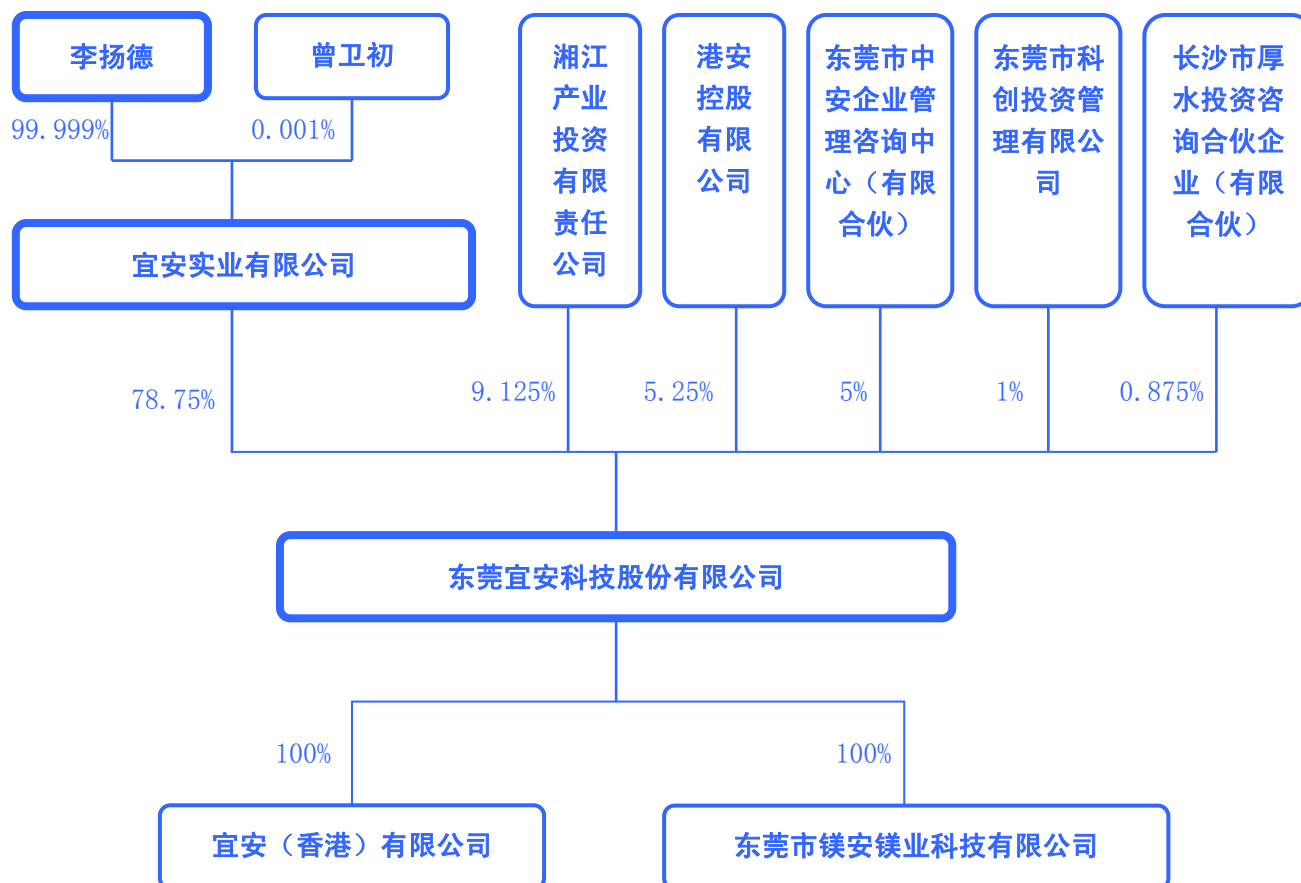 李扬德
曾卫初
99.999%
0.001%
宜安实业有限公司
湘江
产业
投资
有限
责任
公司
港安
控股
有限
公司
东莞市中
安企业管
理咨询中
心（有限
合伙）
东莞市科
创投资管
理有限公
司
长沙市厚
水投资咨
询合伙企
业（有限
合伙）
78.75%
9.125%
5.25%
5%
1%
0.875%
东莞宜安科技股份有限公司
100%
100%
宜安（香港）有限公司
东莞市镁安镁业科技有限公司